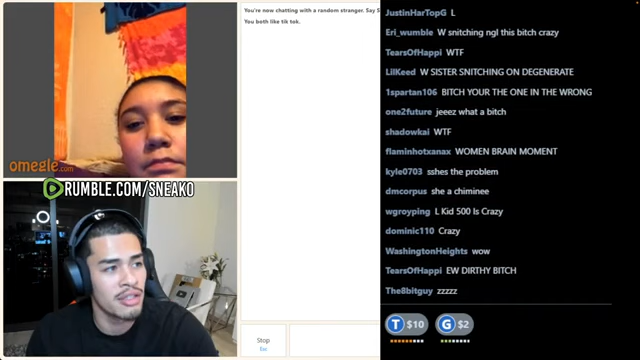 You're now chatting with a random stranger. Say S
You both like tik tok.
omegle.com
RUMBLE.COM/SNEAKO
Stop
Esc
JustinHarTopG L
Eri_wumble W snitching ngl this bitch crazy
TearsOfHappi WTF
LilKeed W SISTER SNITCHING ON DEGENERATE
1spartan106 BITCH YOUR THE ONE IN THE WRONG
one2future jeeez what a bitch
shadowkai WTF
flaminhotxanax WOMEN BRAIN MOMENT
kyle0703 sshes the problem
dmcorpus she a chiminee
wgroyping L Kid 500 Is Crazy
dominic110 Crazy
WashingtonHeights wow
TearsOfHappi EW DIRTHY BITCH
The8bitguy zzzzz
T $10 G $2